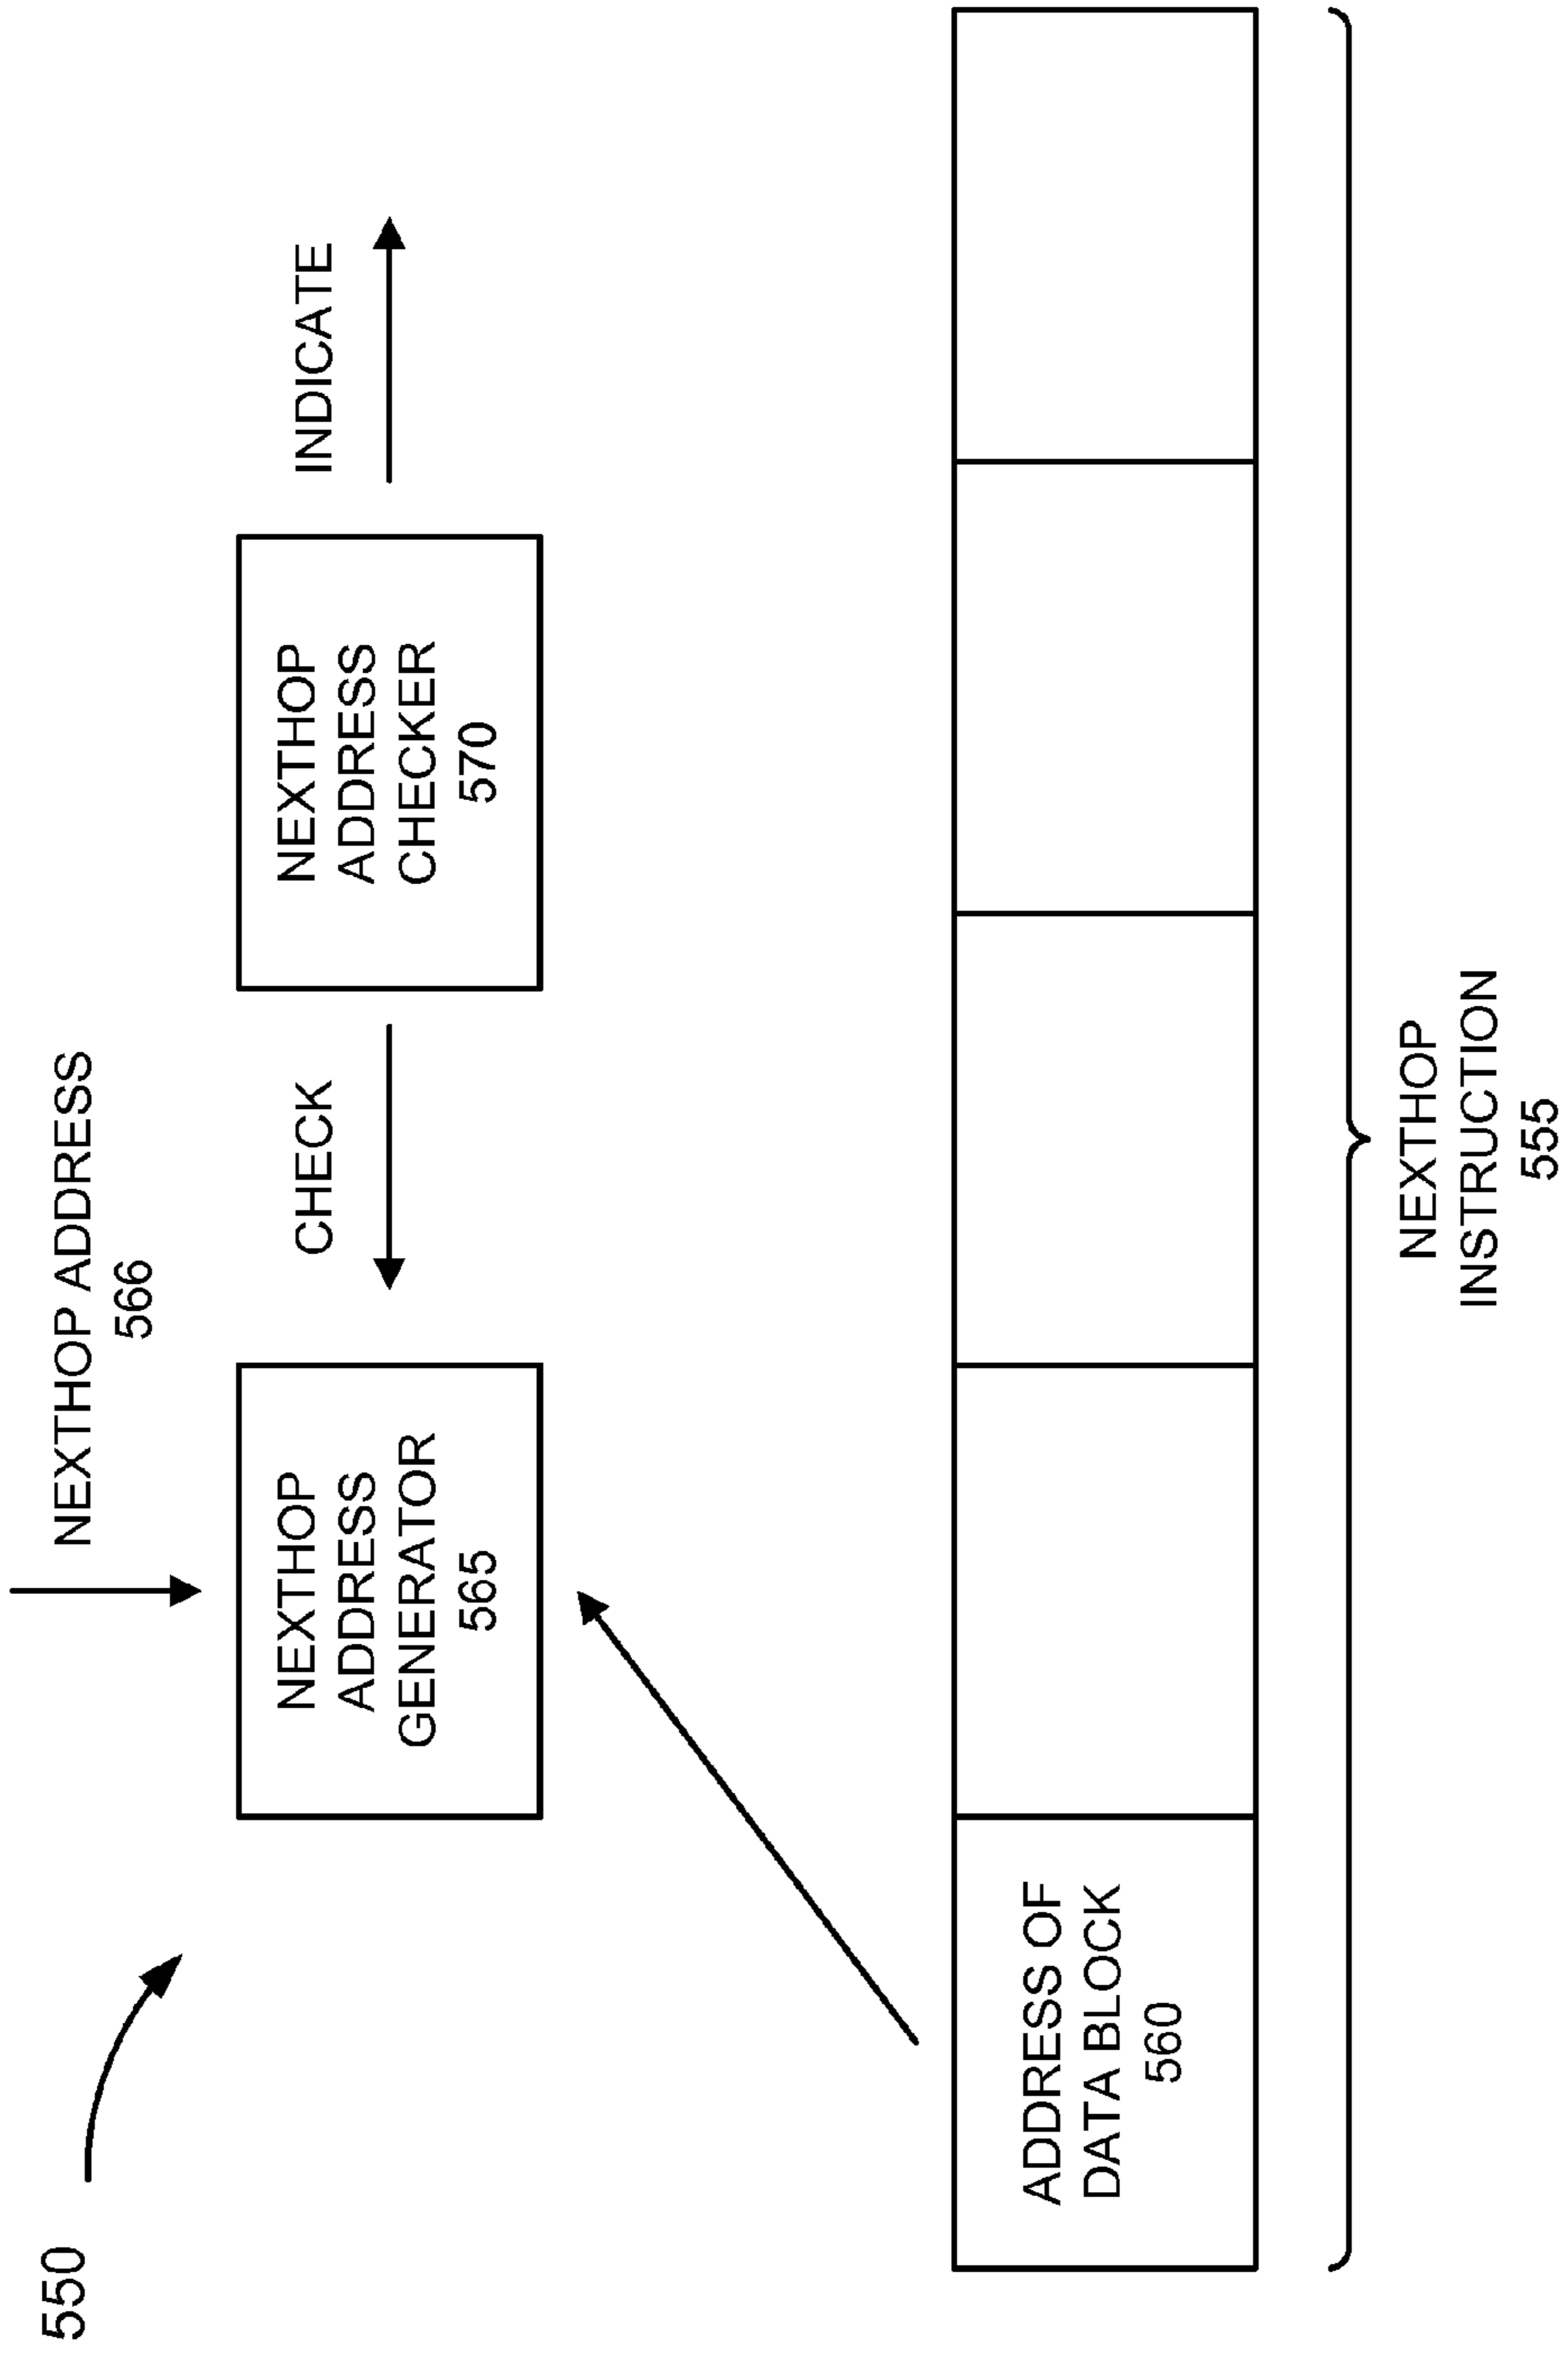 550
NEXTHOP ADDRESS
566
NEXTHOP
ADDRESS
GENERATOR
565
CHECK
NEXTHOP
ADDRESS
CHECKER
570
INDICATE
ADDRESS OF
DATA BLOCK
560
NEXTHOP
INSTRUCTION
555